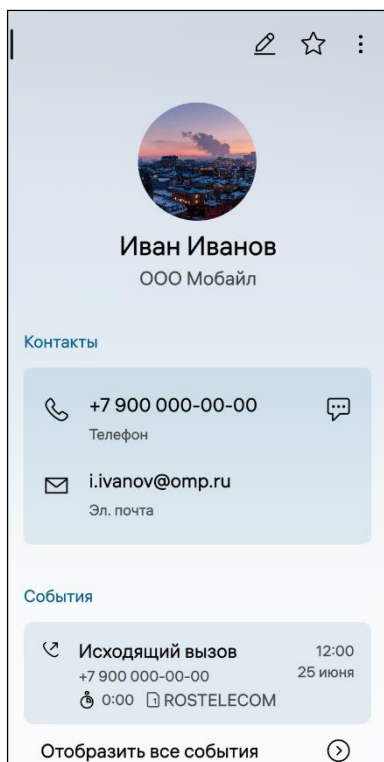 Иван Иванов
ООО Мобайл
Контакты
+7 900 000-00-00
Телефон
i.ivanov@omp.ru
Эл. почта
События
Исходящий вызов 12:00
+7 900 000-00-00 25 июня
0:00 1 ROSTELECOM
Отобразить все события